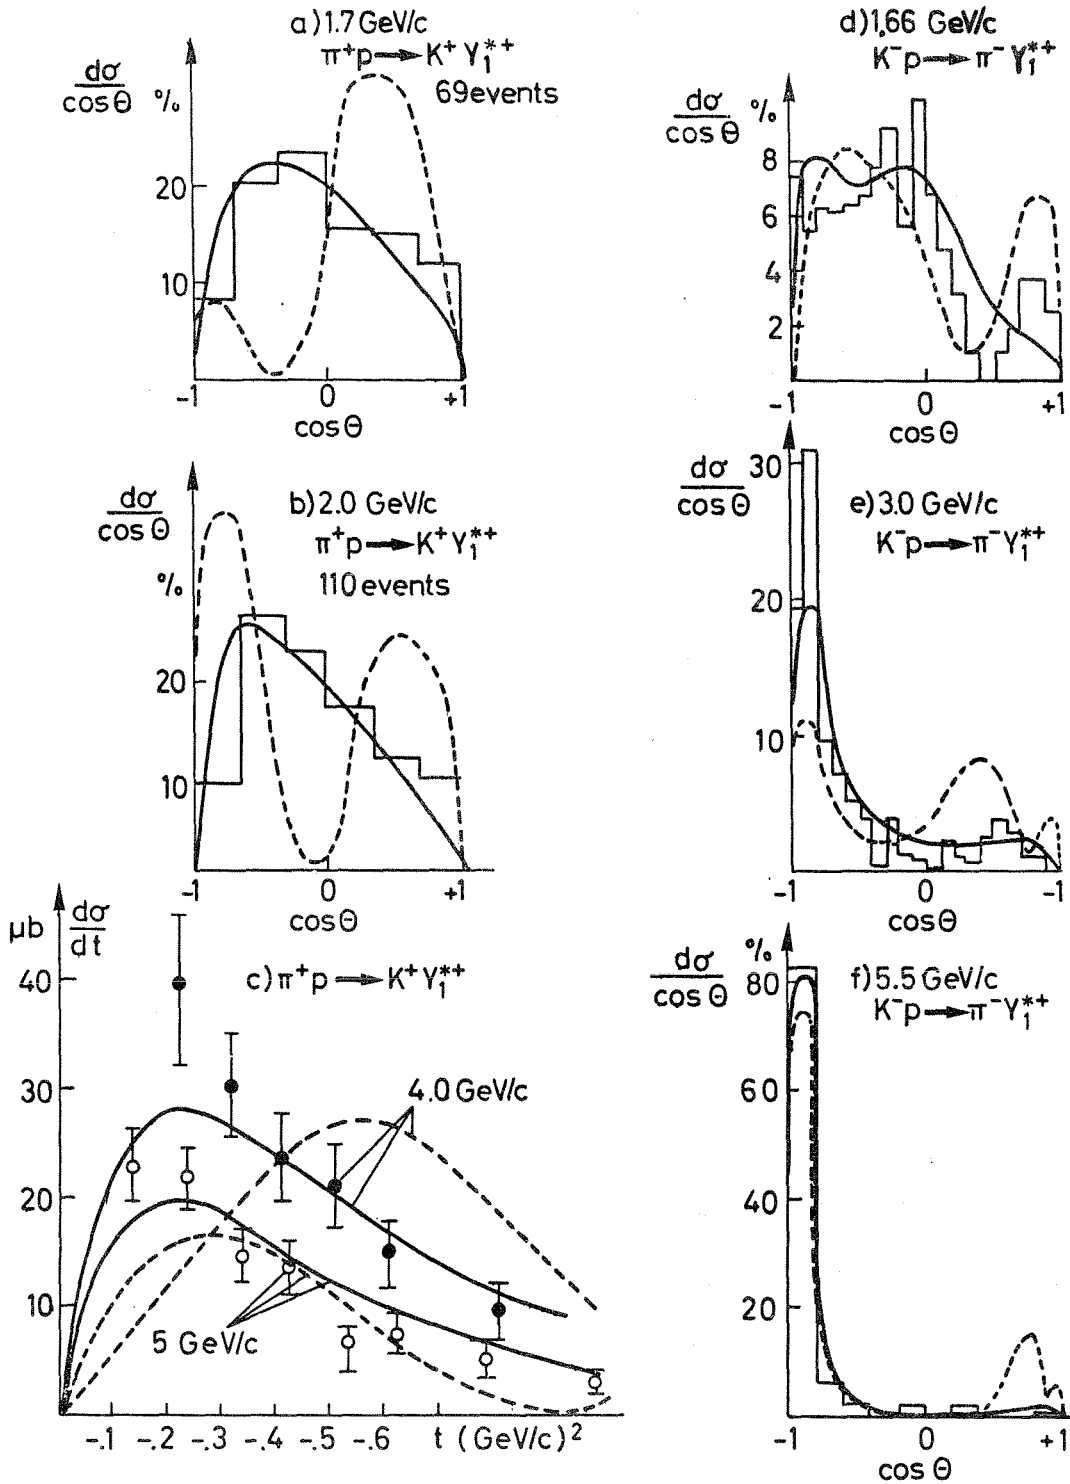 a) 1.7 GeV/c
π⁺p → K⁺ Y₁*⁺
69 events
dσ
cosΘ
%
20
10
-1
0
+1
cosΘ
b) 2.0 GeV/c
π⁺p → K⁺Y₁*⁺
110 events
dσ
cosΘ
%
20
10
-1
0
+1
cosΘ
c) π⁺p → K⁺Y₁*⁺
μb
dσ
dt
40
30
20
10
4.0 GeV/c
5 GeV/c
-.1 -.2 -.3 -.4 -.5 -.6 t (GeV/c)²
d) 1,66 GeV/c
K⁻p → π⁻ Y₁*⁺
dσ
cosΘ
%
8
6
4
2
-1
0
+1
cosΘ
e) 3.0 GeV/c
K⁻p → π⁻Y₁*⁺
dσ
cosΘ
30
20
10
-1
0
-1
cosΘ
f) 5.5 GeV/c
K⁻p → π⁻Y₁*⁺
dσ
cosΘ
%
80
60
40
20
-1
0
+1
cosΘ